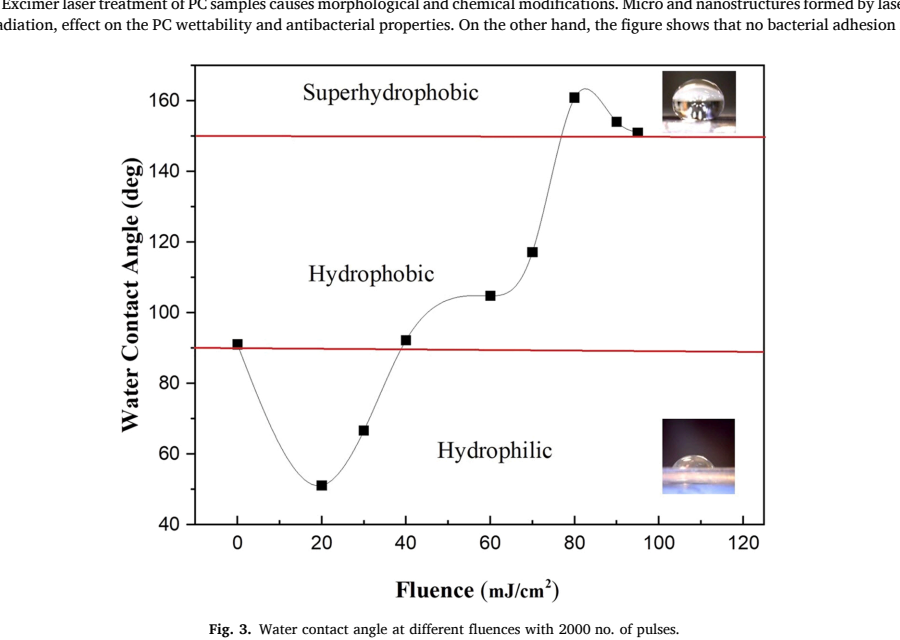 Excimer laser treatment of PC samples causes morphological and chemical modifications. Micro and nanostructures formed by
adiation, effect on the PC wettability and antibacterial properties. On the other hand, the figure shows that no bacterial adhesion
Superhydrophobic
Hydrophobic
Hydrophilic
Water Contact Angle (deg)
160
140
120
100
80
60
40
0 20 40 60 80 100 120
Fluence (mJ/cm²)
Fig. 3. Water contact angle at different fluences with 2000 no. of pulses.